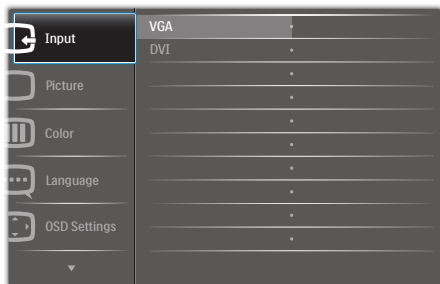 Input
Picture
Color
Language
OSD Settings
VGA
DVI